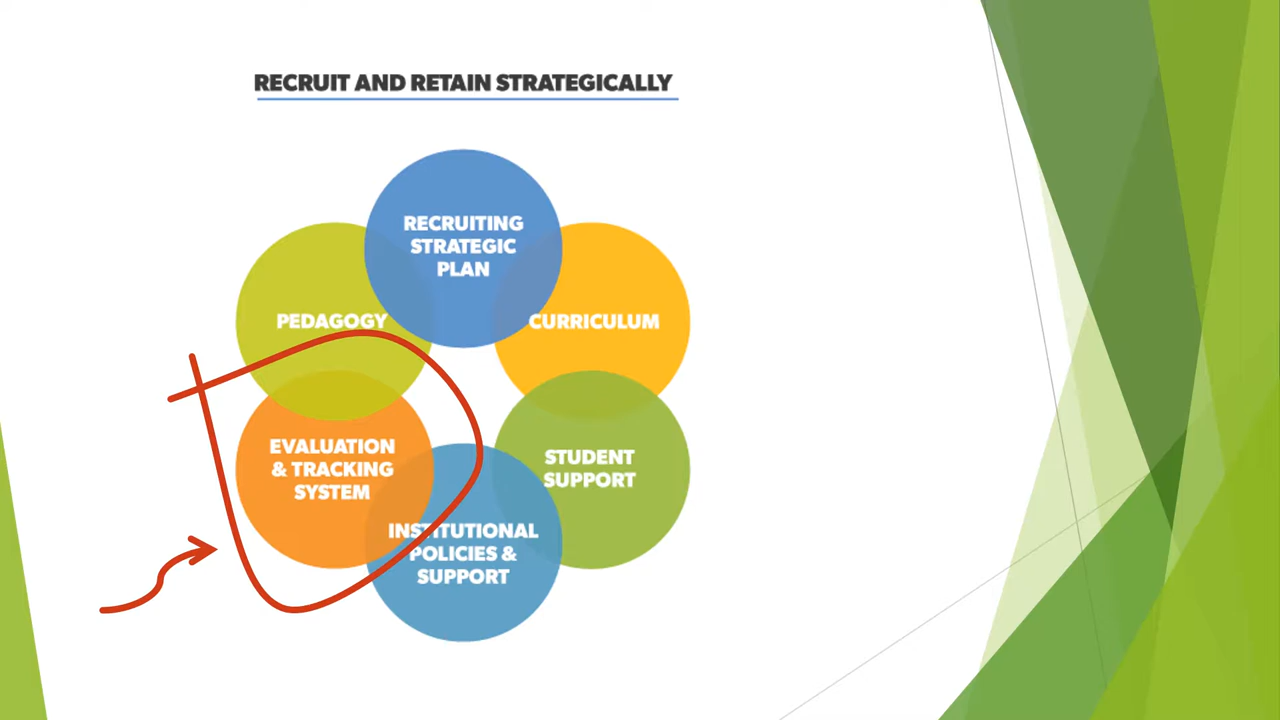 RECRUIT AND RETAIN STRATEGICALLY
RECRUITING
STRATEGIC
PLAN
PEDAGOGY
CURRICULUM
EVALUATION
& TRACKING
SYSTEM
STUDENT
SUPPORT
INSTITUTIONAL
POLICIES &
SUPPORT